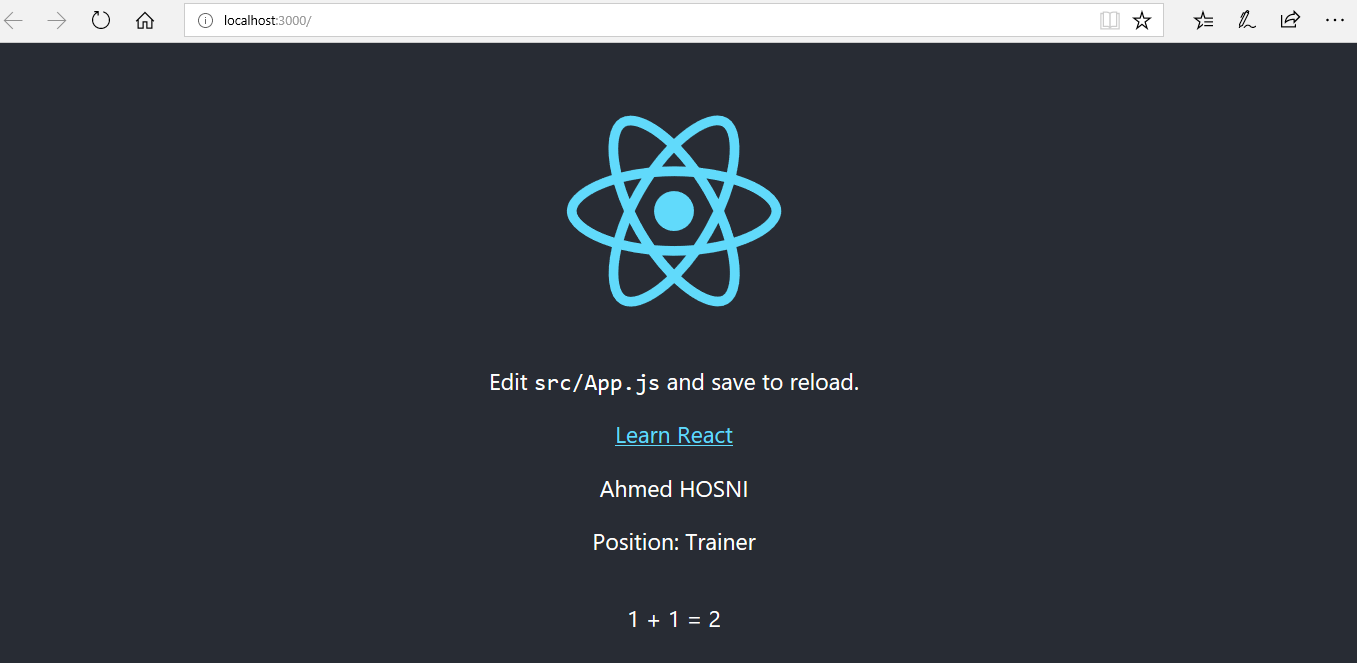 localhost:3000/
Edit src/App.js and save to reload.
Learn React
Ahmed HOSNI
Position: Trainer
1 + 1 = 2